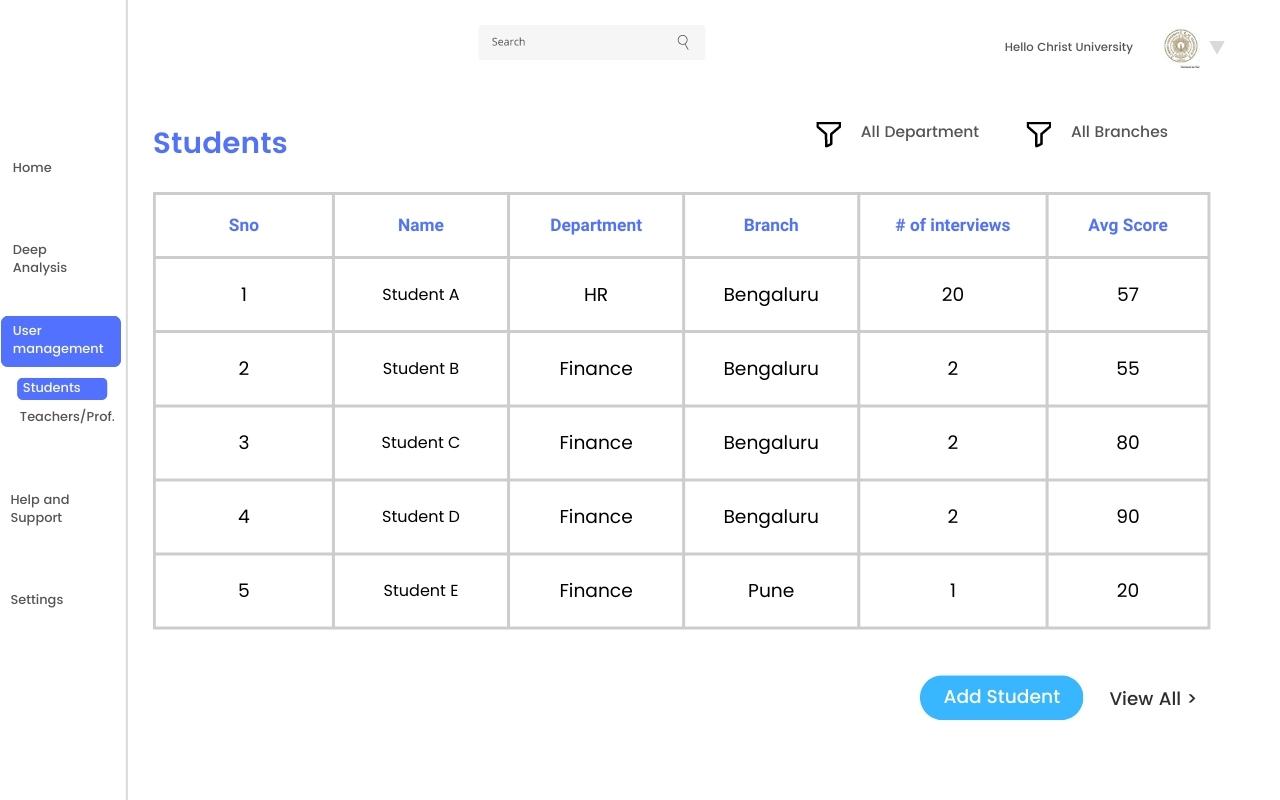 Search
Hello Christ University
Students
All Department
All Branches
Home
Deep
Analysis
User
management
Students
Teachers/Prof.
Help and
Support
Settings
Sno Name Department Branch # of interviews Avg Score
1 Student A HR Bengaluru 20 57
2 Student B Finance Bengaluru 2 55
3 Student C Finance Bengaluru 2 80
4 Student D Finance Bengaluru 2 90
5 Student E Finance Pune 1 20
Add Student
View All >